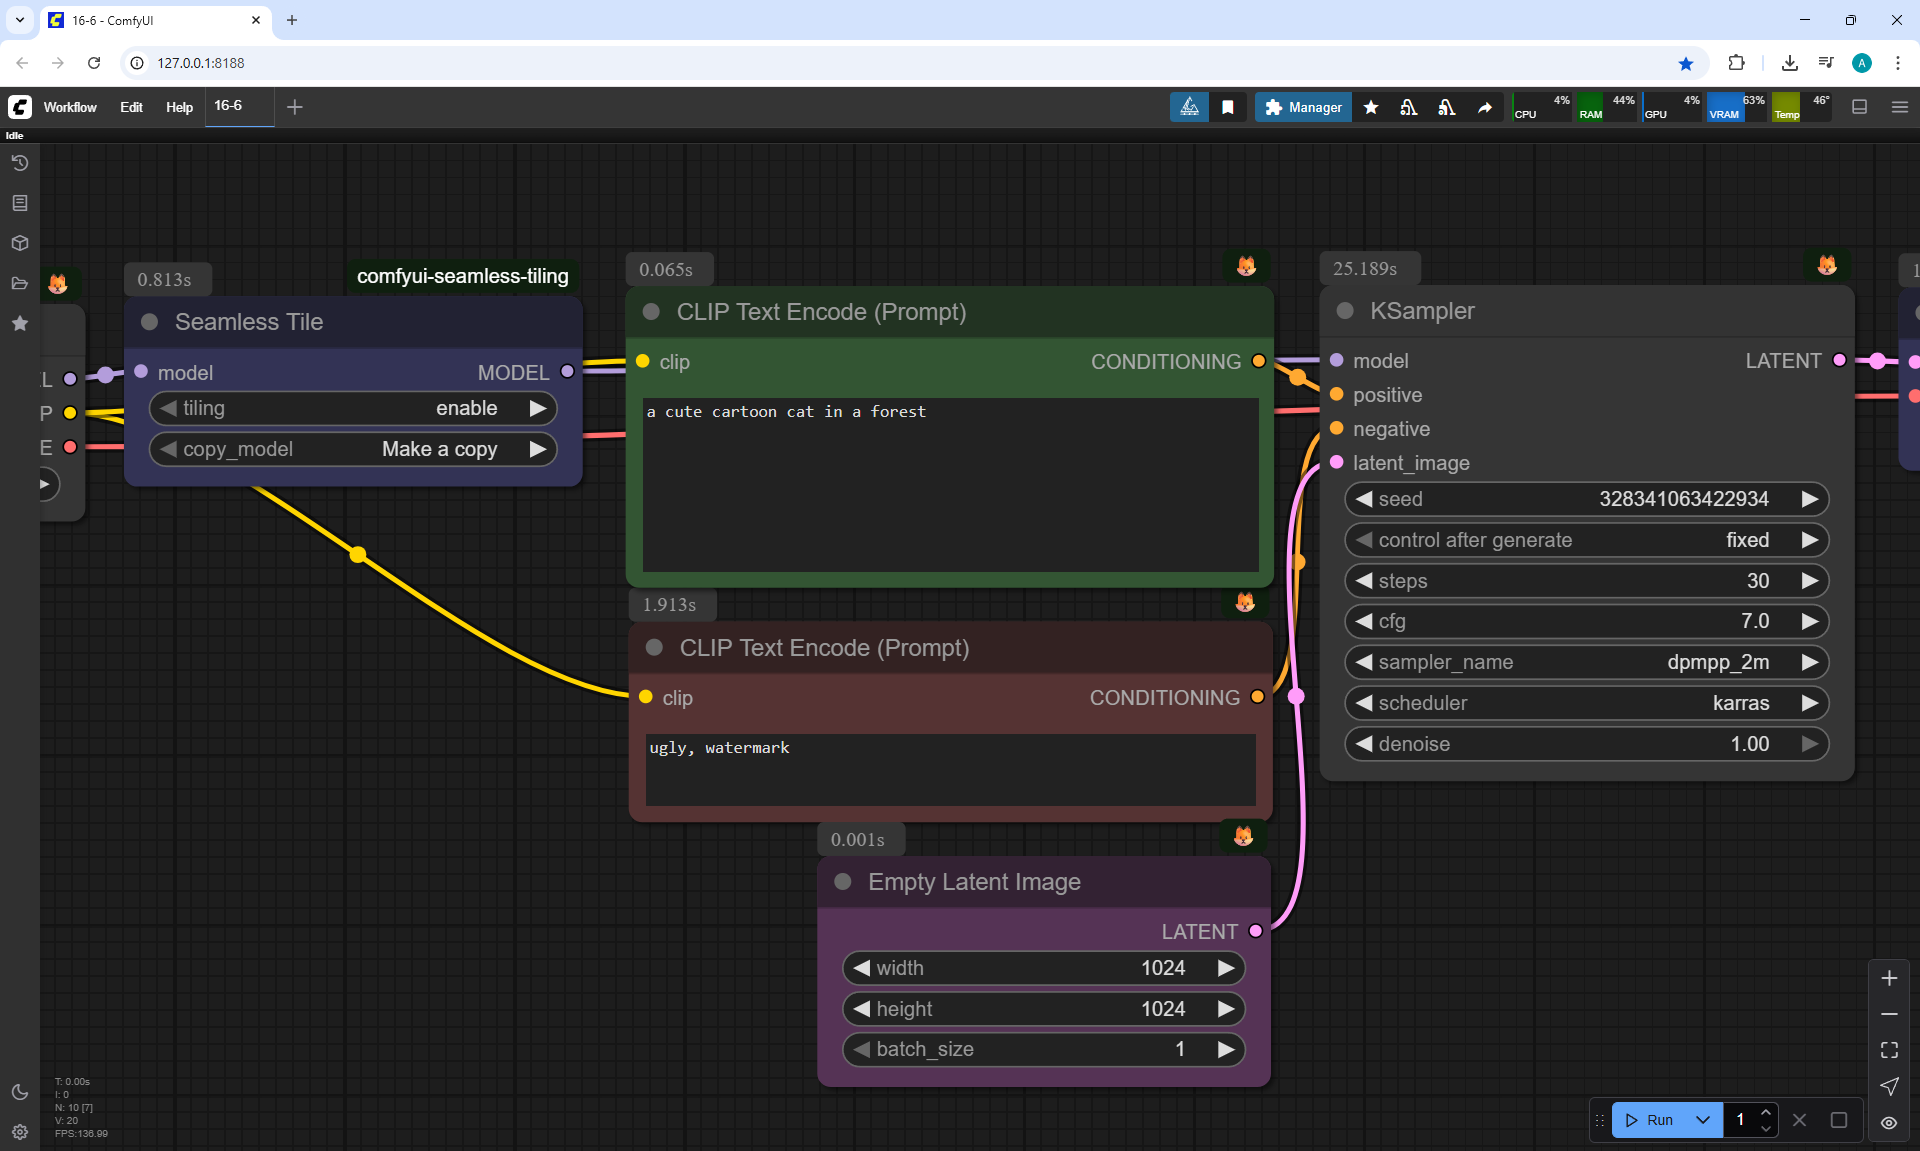 16-6 - ComfyUI
127.0.0.1:8188
A
Workflow Edit Help 16-6
Manager
CPU 4% RAM 44% GPU 4% VRAM 63% Temp 46°
Idle
0.813s
comfyui-seamless-tiling
Seamless Tile
model MODEL
tiling enable
copy_model Make a copy
L
P
E
0.065s
CLIP Text Encode (Prompt)
clip CONDITIONING
a cute cartoon cat in a forest
1.913s
CLIP Text Encode (Prompt)
clip CONDITIONING
ugly, watermark
0.001s
Empty Latent Image
LATENT
width 1024
height 1024
batch_size 1
25.189s
KSampler
model LATENT
positive
negative
latent_image
seed 328341063422934
control after generate fixed
steps 30
cfg 7.0
sampler_name dpmpp_2m
scheduler karras
denoise 1.00
1
T: 0.00s
I: 0
N: 10 [7]
V: 20
FPS:136.99
Run 1